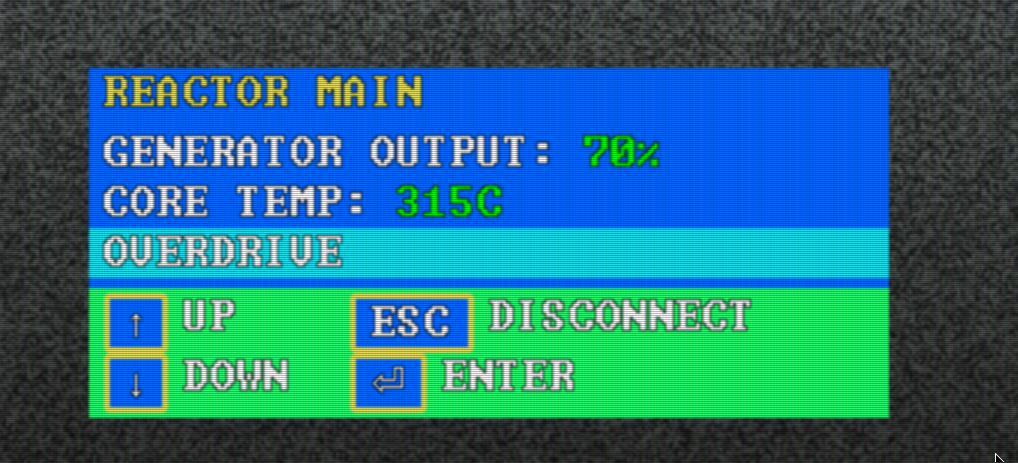 REACTOR MAIN
GENERATOR OUTPUT: 70%
CORE TEMP: 315C
OVERDRIVE
↑ UP ESC DISCONNECT
↓ DOWN ⏎ ENTER